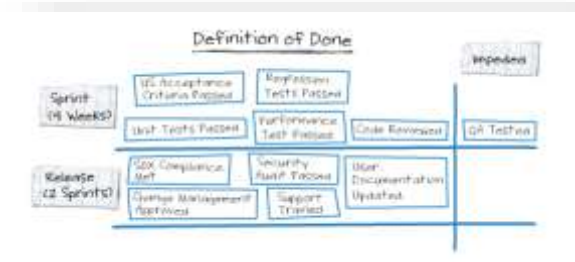 Definition of Done
Impeded
Sprint
(4 Weeks)
US Acceptance
Criteria Passed
Regression
Tests Passed
Unit Tests Passed
Performance
Test Passed
Code Reviewed
QA Tested
Release
(2 Sprints)
SOX Compliance
Met
Security
Audit Passed
User
Documentation
Updated
Change Management
Approved
Support
Trained